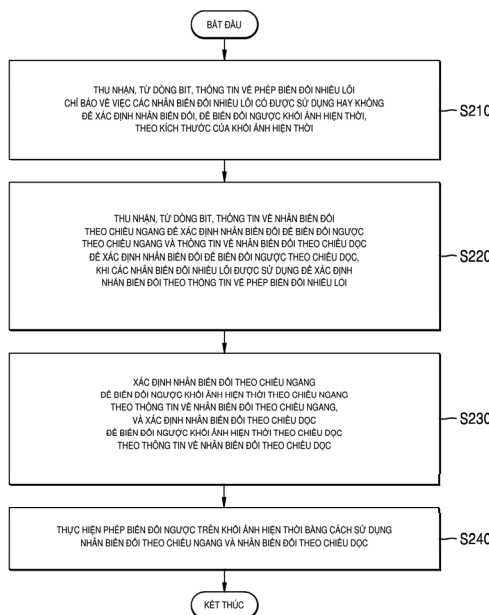 BẮT ĐẦU
THU NHẬN, TỪ DÒNG BIT, THÔNG TIN VỀ PHÉP BIẾN ĐỔI NHIỀU LÕI
CHỈ BÁO VỀ VIỆC CÁC NHÂN BIẾN ĐỔI NHIỀU LÕI CÓ ĐƯỢC SỬ DỤNG HAY KHÔNG
ĐỂ XÁC ĐỊNH NHÂN BIẾN ĐỔI, ĐỂ BIẾN ĐỔI NGƯỢC KHỐI ẢNH HIỆN THỜI,
THEO KÍCH THƯỚC CỦA KHỐI ẢNH HIỆN THỜI
S210
THU NHẬN, TỪ DÒNG BIT, THÔNG TIN VỀ NHÂN BIẾN ĐỔI
THEO CHIỀU NGANG ĐỂ XÁC ĐỊNH NHÂN BIẾN ĐỔI ĐỂ BIẾN ĐỔI NGƯỢC
THEO CHIỀU NGANG VÀ THÔNG TIN VỀ NHÂN BIẾN ĐỔI THEO CHIỀU DỌC
ĐỂ XÁC ĐỊNH NHÂN BIẾN ĐỔI ĐỂ BIẾN ĐỔI NGƯỢC THEO CHIỀU DỌC,
KHI CÁC NHÂN BIẾN ĐỔI NHIỀU LÕI ĐƯỢC SỬ DỤNG ĐỂ XÁC ĐỊNH
NHÂN BIẾN ĐỔI THEO THÔNG TIN VỀ PHÉP BIẾN ĐỔI NHIỀU LÕI
S220
XÁC ĐỊNH NHÂN BIẾN ĐỔI THEO CHIỀU NGANG
ĐỂ BIẾN ĐỔI NGƯỢC KHỐI ẢNH HIỆN THỜI THEO CHIỀU NGANG
THEO THÔNG TIN VỀ NHÂN BIẾN ĐỔI THEO CHIỀU NGANG,
VÀ XÁC ĐỊNH NHÂN BIẾN ĐỔI THEO CHIỀU DỌC
ĐỂ BIẾN ĐỔI NGƯỢC KHỐI ẢNH HIỆN THỜI THEO CHIỀU DỌC
THEO THÔNG TIN VỀ NHÂN BIẾN ĐỔI THEO CHIỀU DỌC
S230
THỰC HIỆN PHÉP BIẾN ĐỔI NGƯỢC TRÊN KHỐI ẢNH HIỆN THỜI BẰNG CÁCH SỬ DỤNG
NHÂN BIẾN ĐỔI THEO CHIỀU NGANG VÀ NHÂN BIẾN ĐỔI THEO CHIỀU DỌC
S240
KẾT THÚC